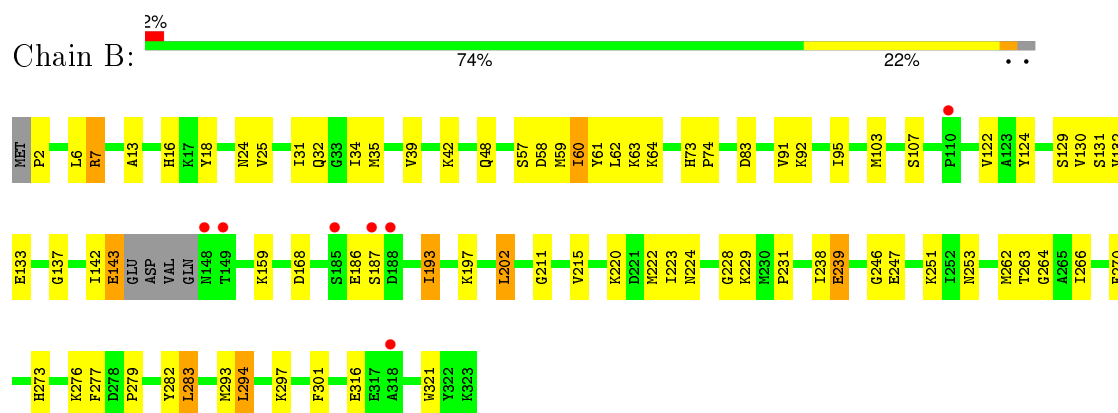 2%
Chain B:
74% 22% • •
MET P2 L6 R7 A13 H16 K17 Y18 N24 V25 I31 Q32 G33 I34 N35 V39 K42 Q48 S57 D58 M59 I60 Y61 L62 K63 K64 H73 P74 D83 V91 K92 I95 M103 S107 P110 V122 A123 Y124 S129 V130 S131
E133 G137 I142 E143 GLU ASP VAL GLN N148 T149 K159 D168 S185 E186 S187 D188 I193 K197 L202 G211 V215 K220 D221 M222 I223 N224 G228 K229 M230 P231 I238 E239 G246 E247 K251 I252 N253 M262 T263 G264 A265 I266
H273 K276 F277 D278 P279 Y282 L283 M293 L294 K297 F301 E316 E317 A318 W321 Y322 K323